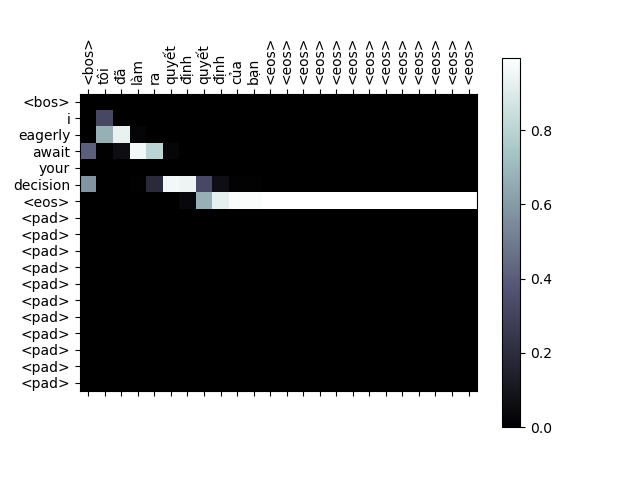 <bos>
tôi
đã
làm
ra
quyết
định
quyết
định
của
bạn
<eos>
<eos>
<eos>
<eos>
<eos>
<eos>
<eos>
<eos>
<eos>
<eos>
<eos>
<eos>
<eos>
<bos>
i
eagerly
await
your
decision
<eos>
<pad>
<pad>
<pad>
<pad>
<pad>
<pad>
<pad>
<pad>
<pad>
<pad>
<pad>
0.8
0.6
0.4
0.2
0.0